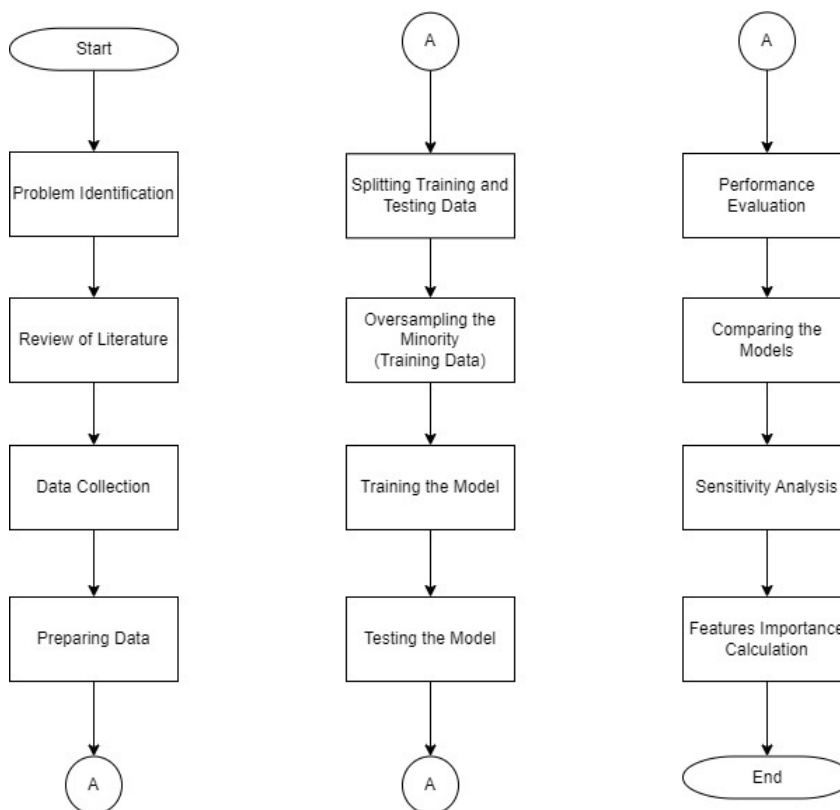 Start
Problem Identification
Review of Literature
Data Collection
Preparing Data
A
A
Splitting Training and
Testing Data
Oversampling the
Minority
(Training Data)
Training the Model
Testing the Model
A
A
Performance
Evaluation
Comparing the
Models
Sensitivity Analysis
Features Importance
Calculation
End